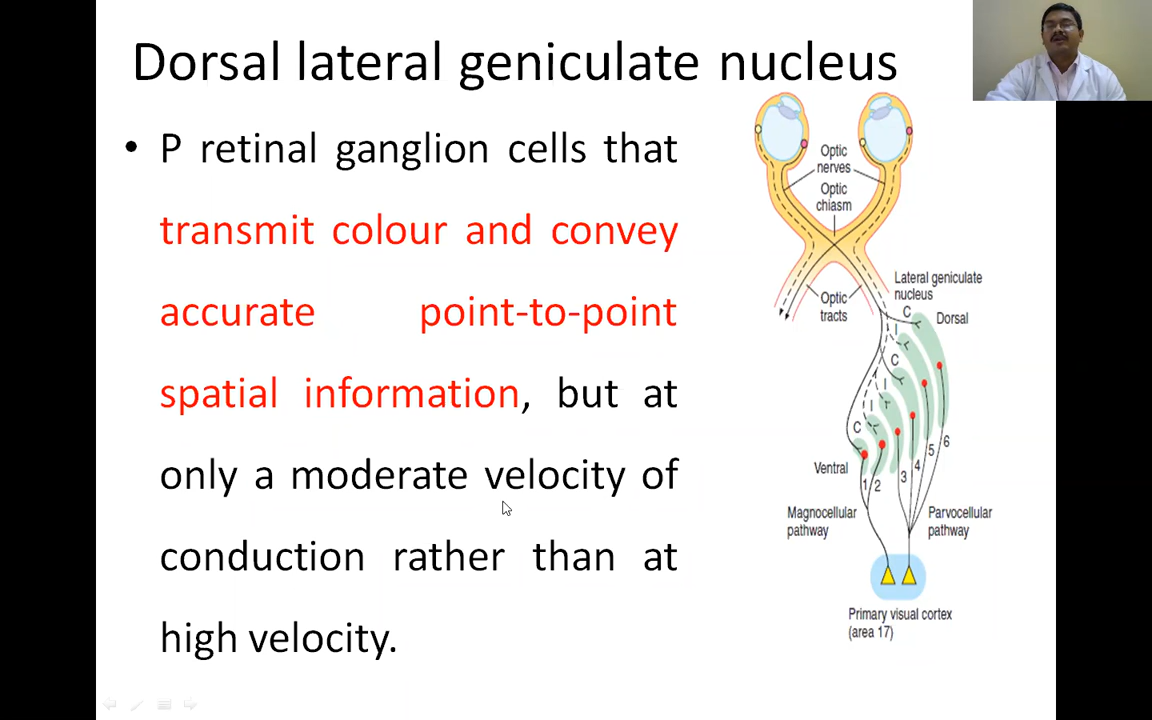 Dorsal lateral geniculate nucleus
• P retinal ganglion cells that
transmit colour and convey
accurate point-to-point
spatial information, but at
only a moderate velocity of
conduction rather than at
high velocity.
Optic
nerves
Optic
chiasm
Optic
tracts
Lateral geniculate
nucleus
C
Dorsal
I
C
I
I
C
Ventral
1
2
3
4
5
6
Magnocellular
pathway
Parvocellular
pathway
Primary visual cortex
(area 17)